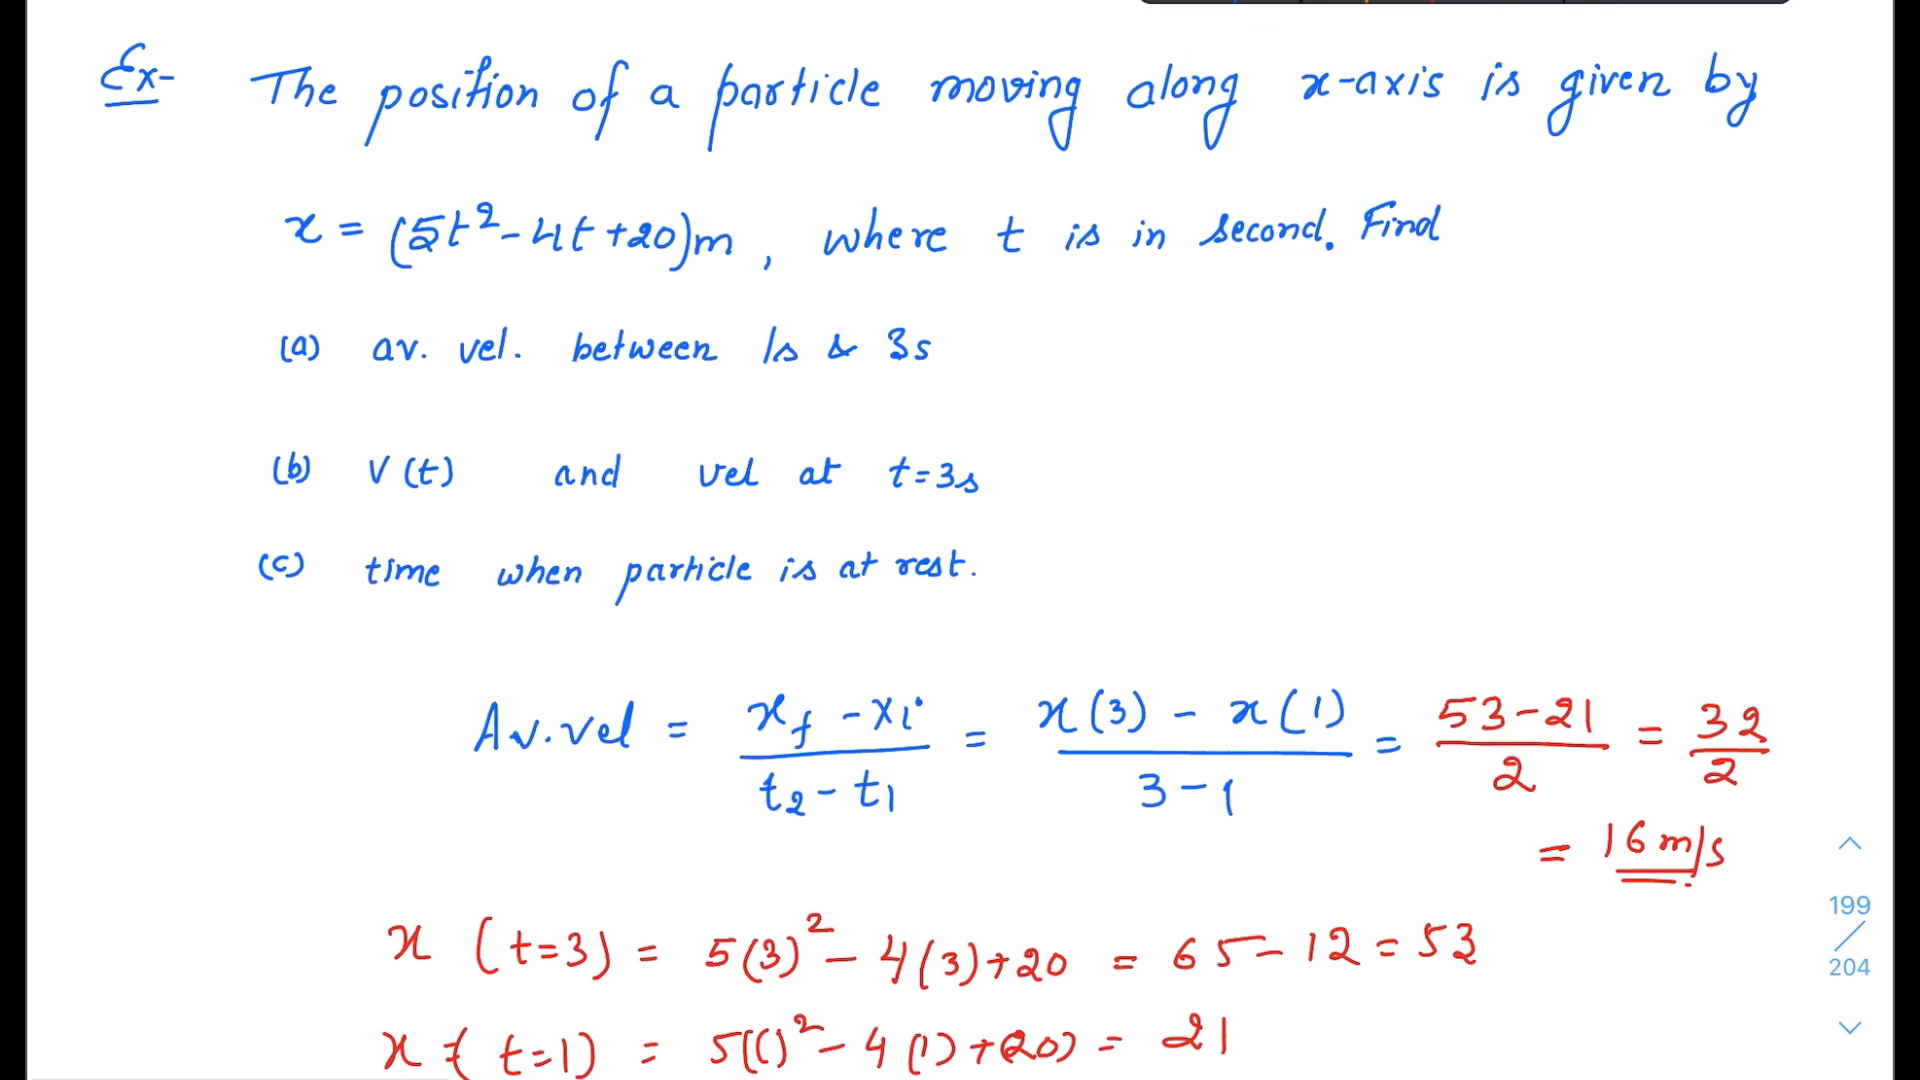 Ex- The position of a particle moving along x-axis is given by
x = (5t²-4t+20)m, where t is in second. Find
(a) av. vel. between 1s & 3s
(b) V(t) and vel at t=3s
(c) time when particle is at rest.
Av.vel = (xf - xi)/(t2 - t1) = (x(3) - x(1))/(3-1) = (53-21)/2 = 32/2
= 16 m/s
199
/
204
x (t=3) = 5(3)² - 4(3)+20 = 65-12 = 53
x (t=1) = 5(1)² - 4(1)+20) = 21